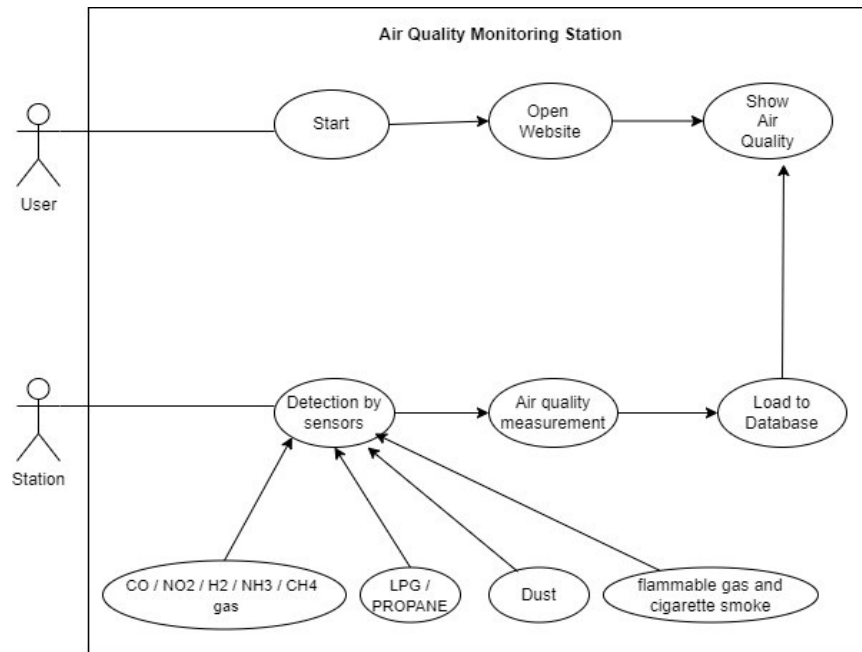 Air Quality Monitoring Station
Start
Open
Website
Show
Air
Quality
User
Detection by
sensors
Air quality
measurement
Load to
Database
Station
CO / NO2 / H2 / NH3 / CH4
gas
LPG /
PROPANE
Dust
flammable gas and
cigarette smoke